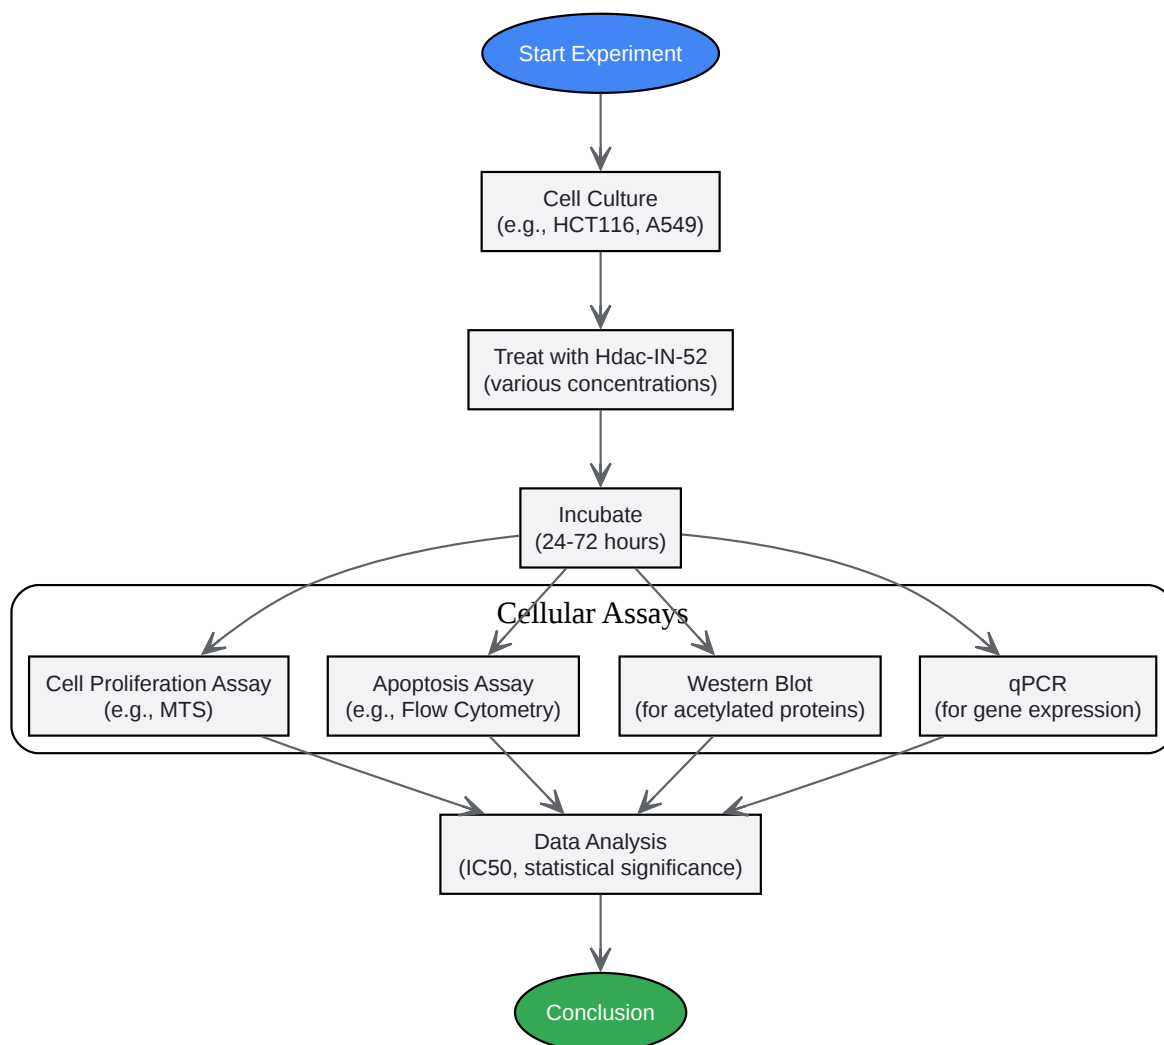 Start Experiment
Cell Culture
(e.g., HCT116, A549)
Treat with Hdac-IN-52
(various concentrations)
Incubate
(24-72 hours)
Cellular Assays
Cell Proliferation Assay
(e.g., MTS)
Apoptosis Assay
(e.g., Flow Cytometry)
Western Blot
(for acetylated proteins)
qPCR
(for gene expression)
Data Analysis
(IC50, statistical significance)
Conclusion